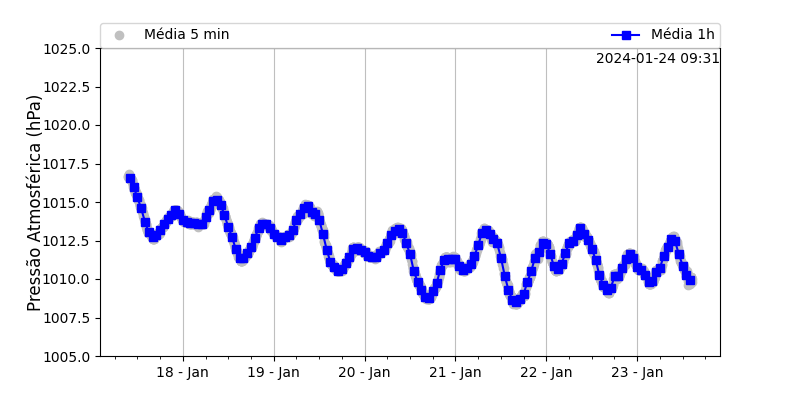 Média 5 min
Média 1h
2024-01-24 09:31
Pressão Atmosférica (hPa)
1025.0
1022.5
1020.0
1017.5
1015.0
1012.5
1010.0
1007.5
1005.0
18 - Jan
19 - Jan
20 - Jan
21 - Jan
22 - Jan
23 - Jan